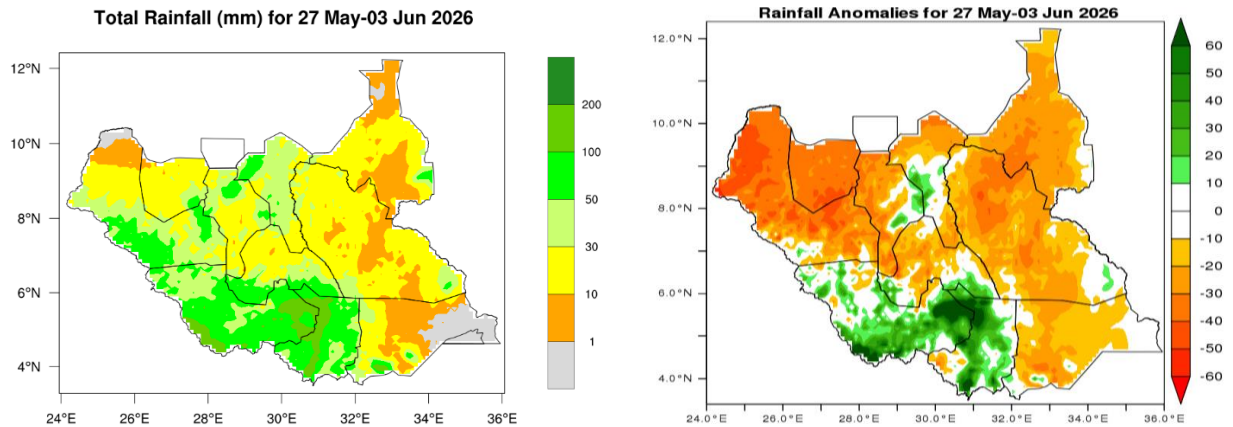 Total Rainfall (mm) for 27 May-03 Jun 2026
12°N
10°N
8°N
6°N
4°N
24°E 26°E 28°E 30°E 32°E 34°E 36°E
200
100
50
30
10
1
Rainfall Anomalies for 27 May-03 Jun 2026
12.0°N
10.0°N
8.0°N
6.0°N
4.0°N
24.0°E 26.0°E 28.0°E 30.0°E 32.0°E 34.0°E 36.0°E
60
50
40
30
20
10
0
-10
-20
-30
-40
-50
-60